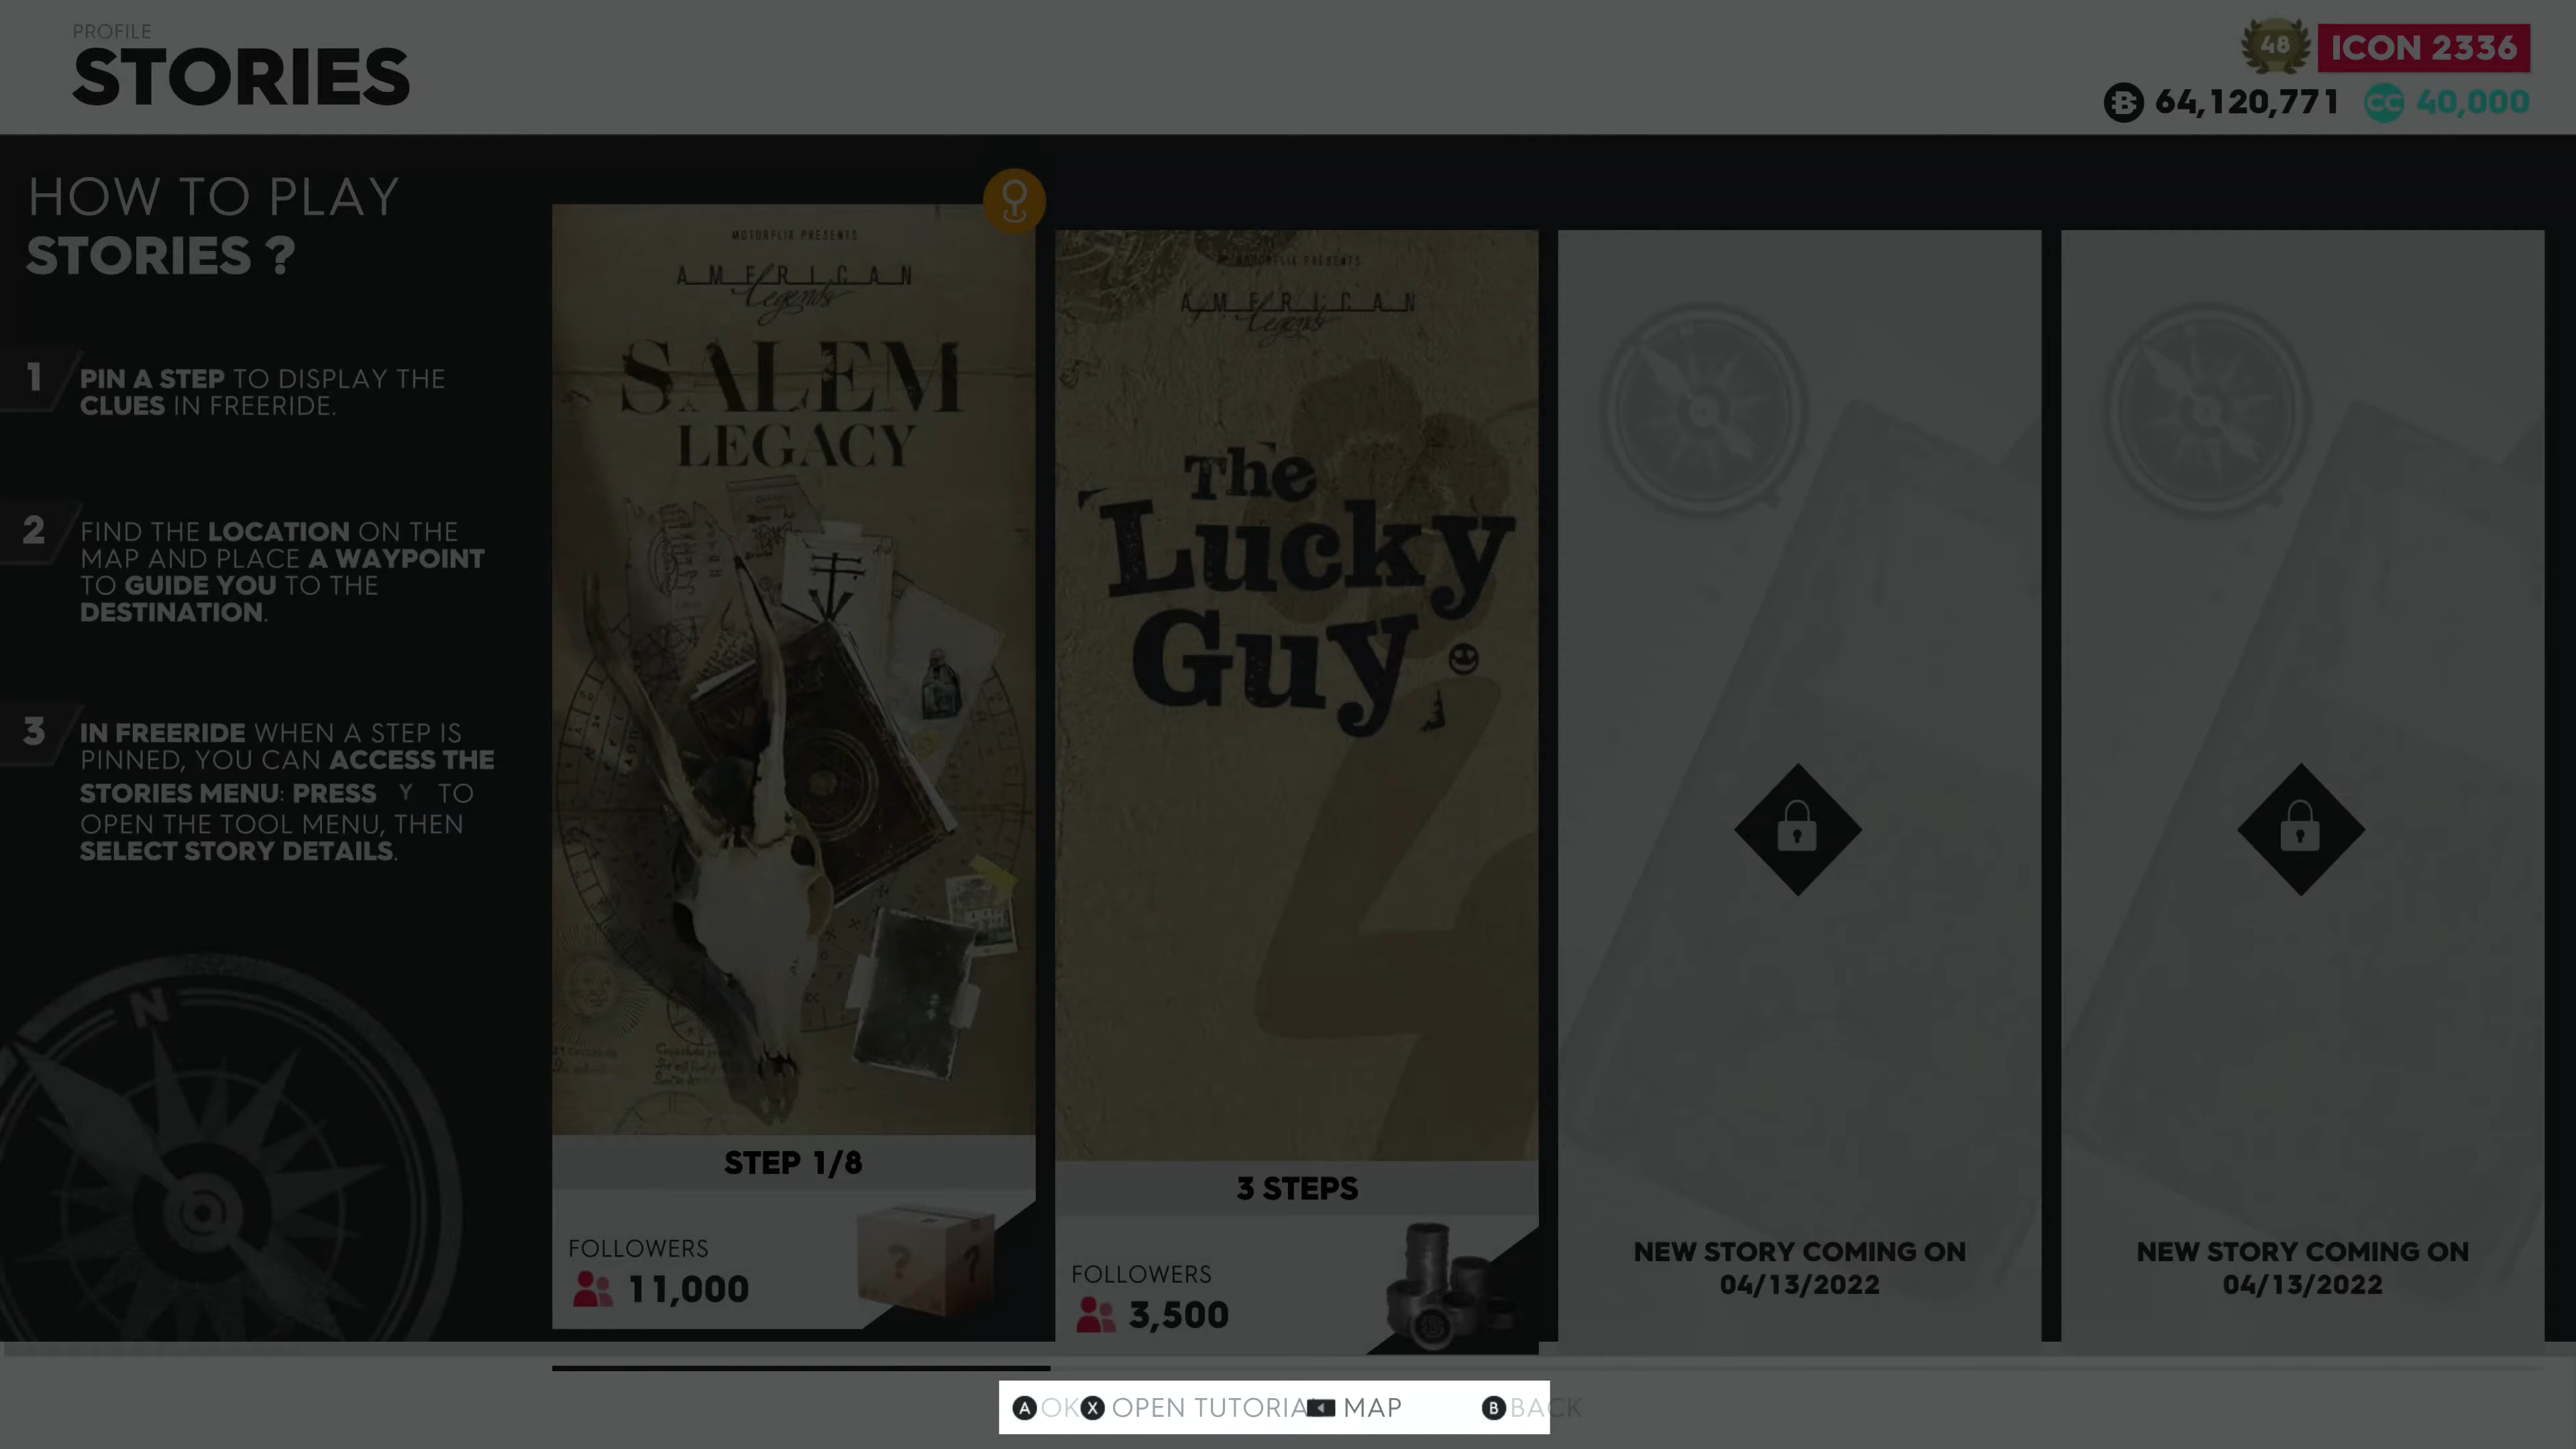 PROFILE
STORIES
48
ICON 2336
64,120,771
CC
40,000
HOW TO PLAY
STORIES ?
1
PIN A STEP TO DISPLAY THE
CLUES IN FREERIDE.
2
FIND THE LOCATION ON THE
MAP AND PLACE A WAYPOINT
TO GUIDE YOU TO THE
DESTINATION.
3
IN FREERIDE WHEN A STEP IS
PINNED, YOU CAN ACCESS THE
STORIES MENU: PRESS Y TO
OPEN THE TOOL MENU, THEN
SELECT STORY DETAILS.
N
MOTORFLIX PRESENTS
AMERICAN
Legends
SALEM
LEGACY
STEP 1/8
FOLLOWERS
11,000
MOTORFLIX PRESENTS
AMERICAN
Legends
The
Lucky
Guy
3 STEPS
FOLLOWERS
3,500
NEW STORY COMING ON
04/13/2022
NEW STORY COMING ON
04/13/2022
A OK X OPEN TUTORIA MAP B BACK